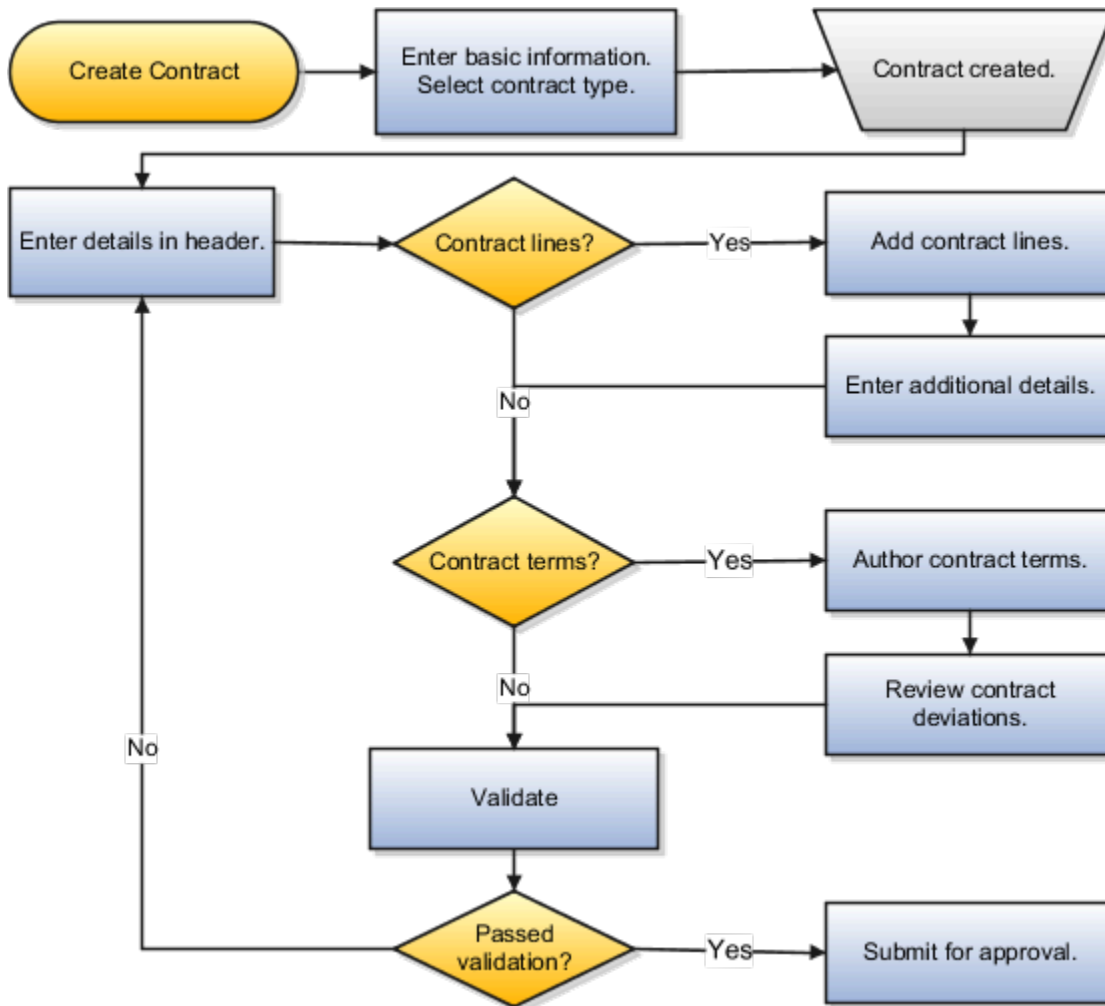 Create Contract
Enter basic information.
Select contract type.
Contract created.
Enter details in header.
Contract lines?
Yes
Add contract lines.
Enter additional details.
No
Contract terms?
Yes
Author contract terms.
Review contract
deviations.
No
No
Validate
Passed
validation?
Yes
Submit for approval.